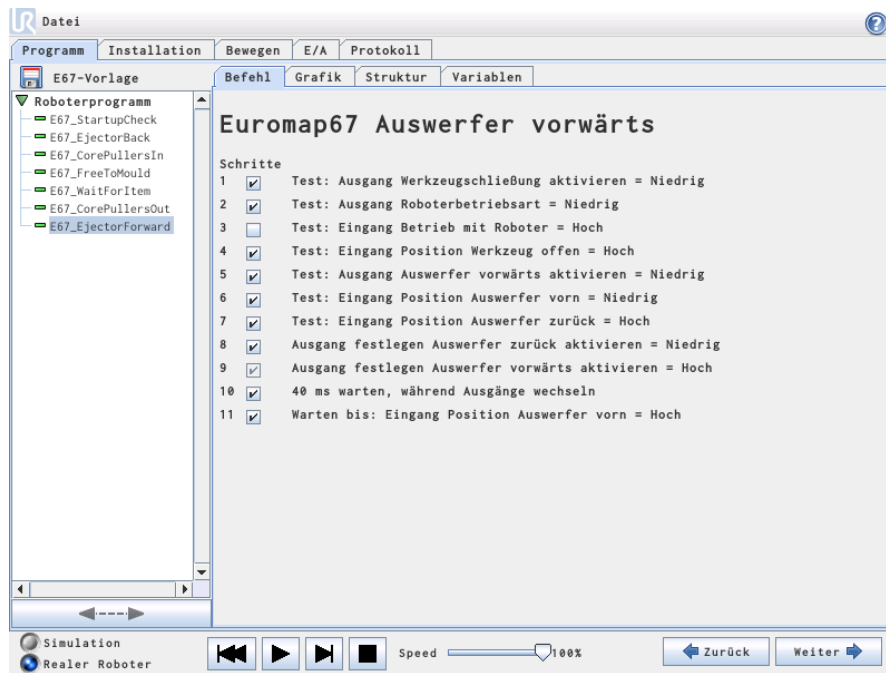 UR Datei
?
Programm Installation Bewegen E/A Protokoll
E67-Vorlage
Befehl Grafik Struktur Variablen
Roboterprogramm
E67_StartupCheck
E67_EjectorBack
E67_CorePullersIn
E67_FreeToMould
E67_WaitForItem
E67_CorePullersOut
E67_EjectorForward
Euromap67 Auswerfer vorwärts
Schritte
1 Test: Ausgang Werkzeugschließung aktivieren = Niedrig
2 Test: Ausgang Roboterbetriebsart = Niedrig
3 Test: Eingang Betrieb mit Roboter = Hoch
4 Test: Eingang Position Werkzeug offen = Hoch
5 Test: Ausgang Auswerfer vorwärts aktivieren = Niedrig
6 Test: Eingang Position Auswerfer vorn = Niedrig
7 Test: Eingang Position Auswerfer zurück = Hoch
8 Ausgang festlegen Auswerfer zurück aktivieren = Niedrig
9 Ausgang festlegen Auswerfer vorwärts aktivieren = Hoch
10 40 ms warten, während Ausgänge wechseln
11 Warten bis: Eingang Position Auswerfer vorn = Hoch
Simulation
Realer Roboter
Speed 100%
Zurück
Weiter